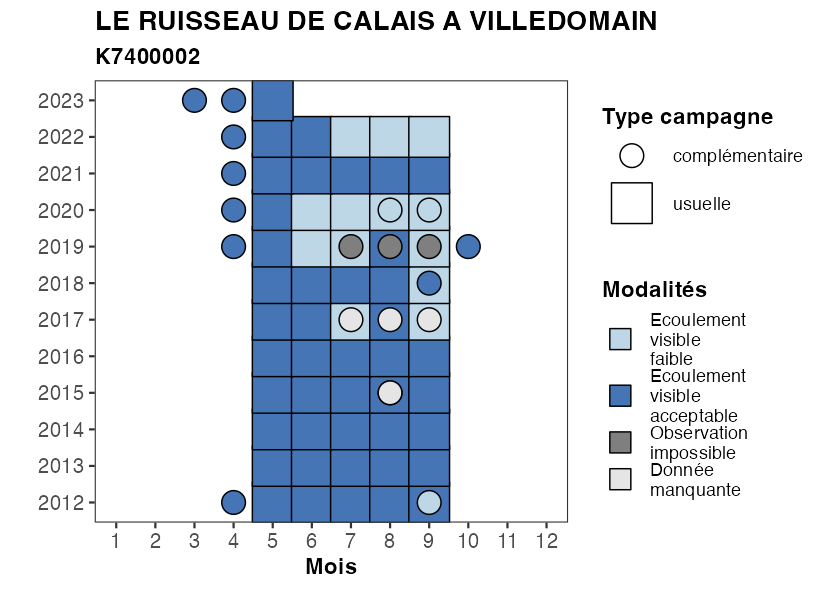 LE RUISSEAU DE CALAIS A VILLEDOMAIN
K7400002
2023
2022
2021
2020
2019
2018
2017
2016
2015
2014
2013
2012
1 2 3 4 5 6 7 8 9 10 11 12
Mois
Type campagne
complémentaire
usuelle
Modalités
Ecoulement
visible
faible
Ecoulement
visible
acceptable
Observation
impossible
Donnée
manquante